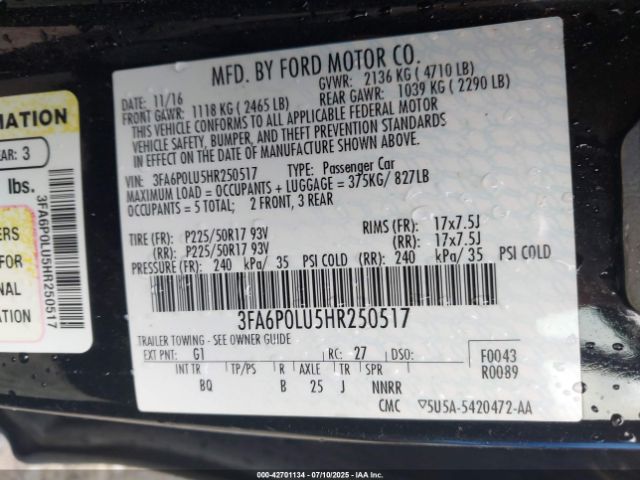 MFD. BY FORD MOTOR CO.
DATE: 11/16 GVWR: 2136 KG ( 4710 LB)
FRONT GAWR: 1118 KG ( 2465 LB) REAR GAWR: 1039 KG ( 2290 LB)
THIS VEHICLE CONFORMS TO ALL APPLICABLE FEDERAL MOTOR
VEHICLE SAFETY, BUMPER, AND THEFT PREVENTION STANDARDS
IN EFFECT ON THE DATE OF MANUFACTURE SHOWN ABOVE.
VIN: 3FA6P0LU5HR250517 TYPE: Passenger Car
MAXIMUM LOAD = OCCUPANTS + LUGGAGE = 375KG/ 827LB
OCCUPANTS = 5 TOTAL; 2 FRONT, 3 REAR
TIRE (FR): P225/50R17 93V RIMS (FR): 17x7.5J
(RR): P225/50R17 93V (RR): 17x7.5J
PRESSURE (FR): 240 kPa/ 35 PSI COLD (RR): 240 kPa/ 35 PSI COLD
3FA6P0LU5HR250517
TRAILER TOWING - SEE OWNER GUIDE
EXT PNT: G1 RC: 27 DSO: F0043
R0089
INT TR TP/PS R AXLE TR SPR
BQ B 25 J NNRR
CMC ▽5U5A-5420472-AA
MATION
EAR: 3
lbs.
3FA6P0LU5HR250517
ERS
FOR
NAL
ATION
000-42701134 - 07/10/2025 - IAAI, Inc.